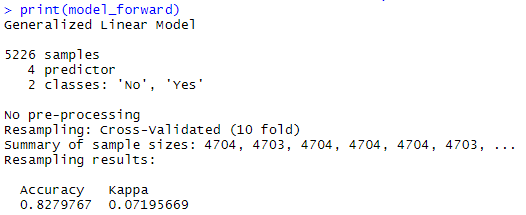 > print(model_forward)
Generalized Linear Model

5226 samples
   4 predictor
   2 classes: 'No', 'Yes'

No pre-processing
Resampling: Cross-Validated (10 fold)
Summary of sample sizes: 4704, 4703, 4704, 4704, 4704, 4703, ...
Resampling results:

  Accuracy   Kappa
  0.8279767  0.07195669